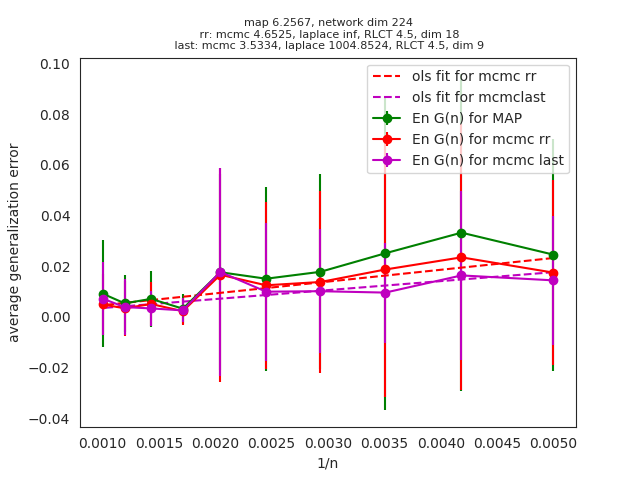 map 6.2567, network dim 224
rr: mcmc 4.6525, laplace inf, RLCT 4.5, dim 18
last: mcmc 3.5334, laplace 1004.8524, RLCT 4.5, dim 9
0.10
0.08
0.06
0.04
0.02
0.00
−0.02
−0.04
average generalization error
ols fit for mcmc rr
ols fit for mcmclast
En G(n) for MAP
En G(n) for mcmc rr
En G(n) for mcmc last
0.0010 0.0015 0.0020 0.0025 0.0030 0.0035 0.0040 0.0045 0.0050
1/n